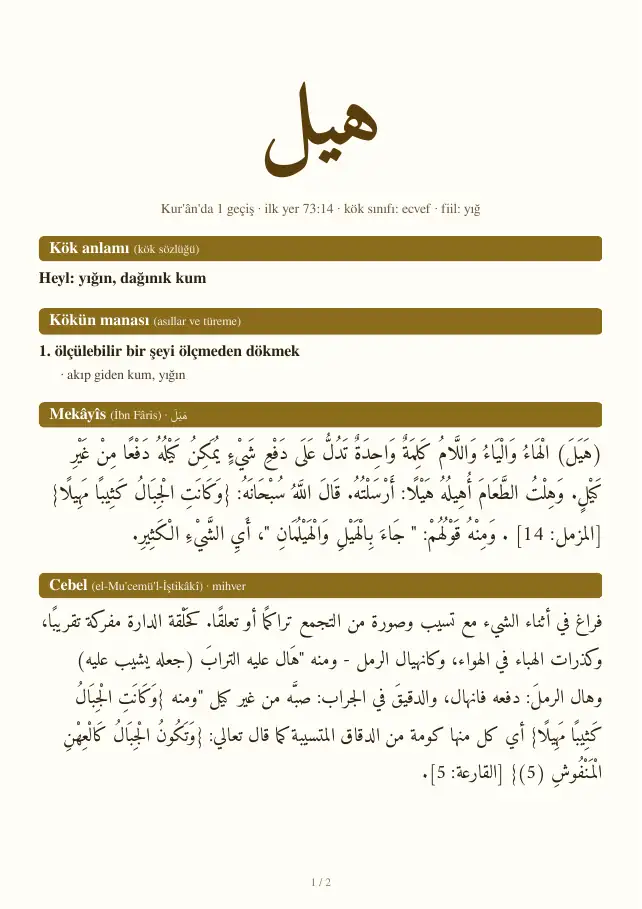 هيل
Kur'ân'da 1 geçiş · ilk yer 73:14 · kök sınıfı: ecvef · fiil: yığ
Kök anlamı (kök sözlüğü)
Heyl: yığın, dağınık kum
Kökün manası (asıllar ve türeme)
1. ölçülebilir bir şeyi ölçmeden dökmek
· akıp giden kum, yığın
Mekâyîs (İbn Fâris) · هَيَلَ
(هَيَلَ) الْهَاءُ وَالْيَاءُ وَاللَّامُ كَلِمَةٌ وَاحِدَةٌ تَدُلُّ عَلَى دَفْعِ شَيْءٍ يُمْكِنُ كَيْلُهُ دَفْعًا مِنْ غَيْرِ
كَيْلٍ. وَهِلْتُ الطَّعَامَ أُهِيلُهُ هَيْلًا: أَرْسَلْتُهُ. قَالَ اللَّهُ سُبْحَانَهُ: {وَكَانَتِ الْجِبَالُ كَثِيبًا مَهِيلًا}
[المزمل: 14] . وَمِنْهُ قَوْلُهُمْ: " جَاءَ بِالْهَيْلِ وَالْهَيْلُمَانِ "، أَيِ الشَّيْءِ الْكَثِيرِ.
Cebel (el-Mu'cemü'l-İştikâkî) · mihver
فراغ في أثناء الشيء مع تسيب وصورة من التجمع تراكمًا أو تعلقًا. كحَلْقة الدارة مفركة تقريبًا،
وكذرات الهباء في الهواء، وكانهيال الرمل - ومنه "هَال عليه الترابَ (جعله يشيب عليه)
وهال الرملَ: دفعه فانهال، والدقيقَ في الجراب: صبَّه من غير كيل "ومنه {وَكَانَتِ الْجِبَالُ
كَثِيبًا مَهِيلًا} أي كل منها كومة من الدقاق المتسيبة كما قال تعالي: {وَتَكُونُ الْجِبَالُ كَالْعِهْنِ
الْمَنْفُوشِ (5)} [القارعة: 5].
1 / 2